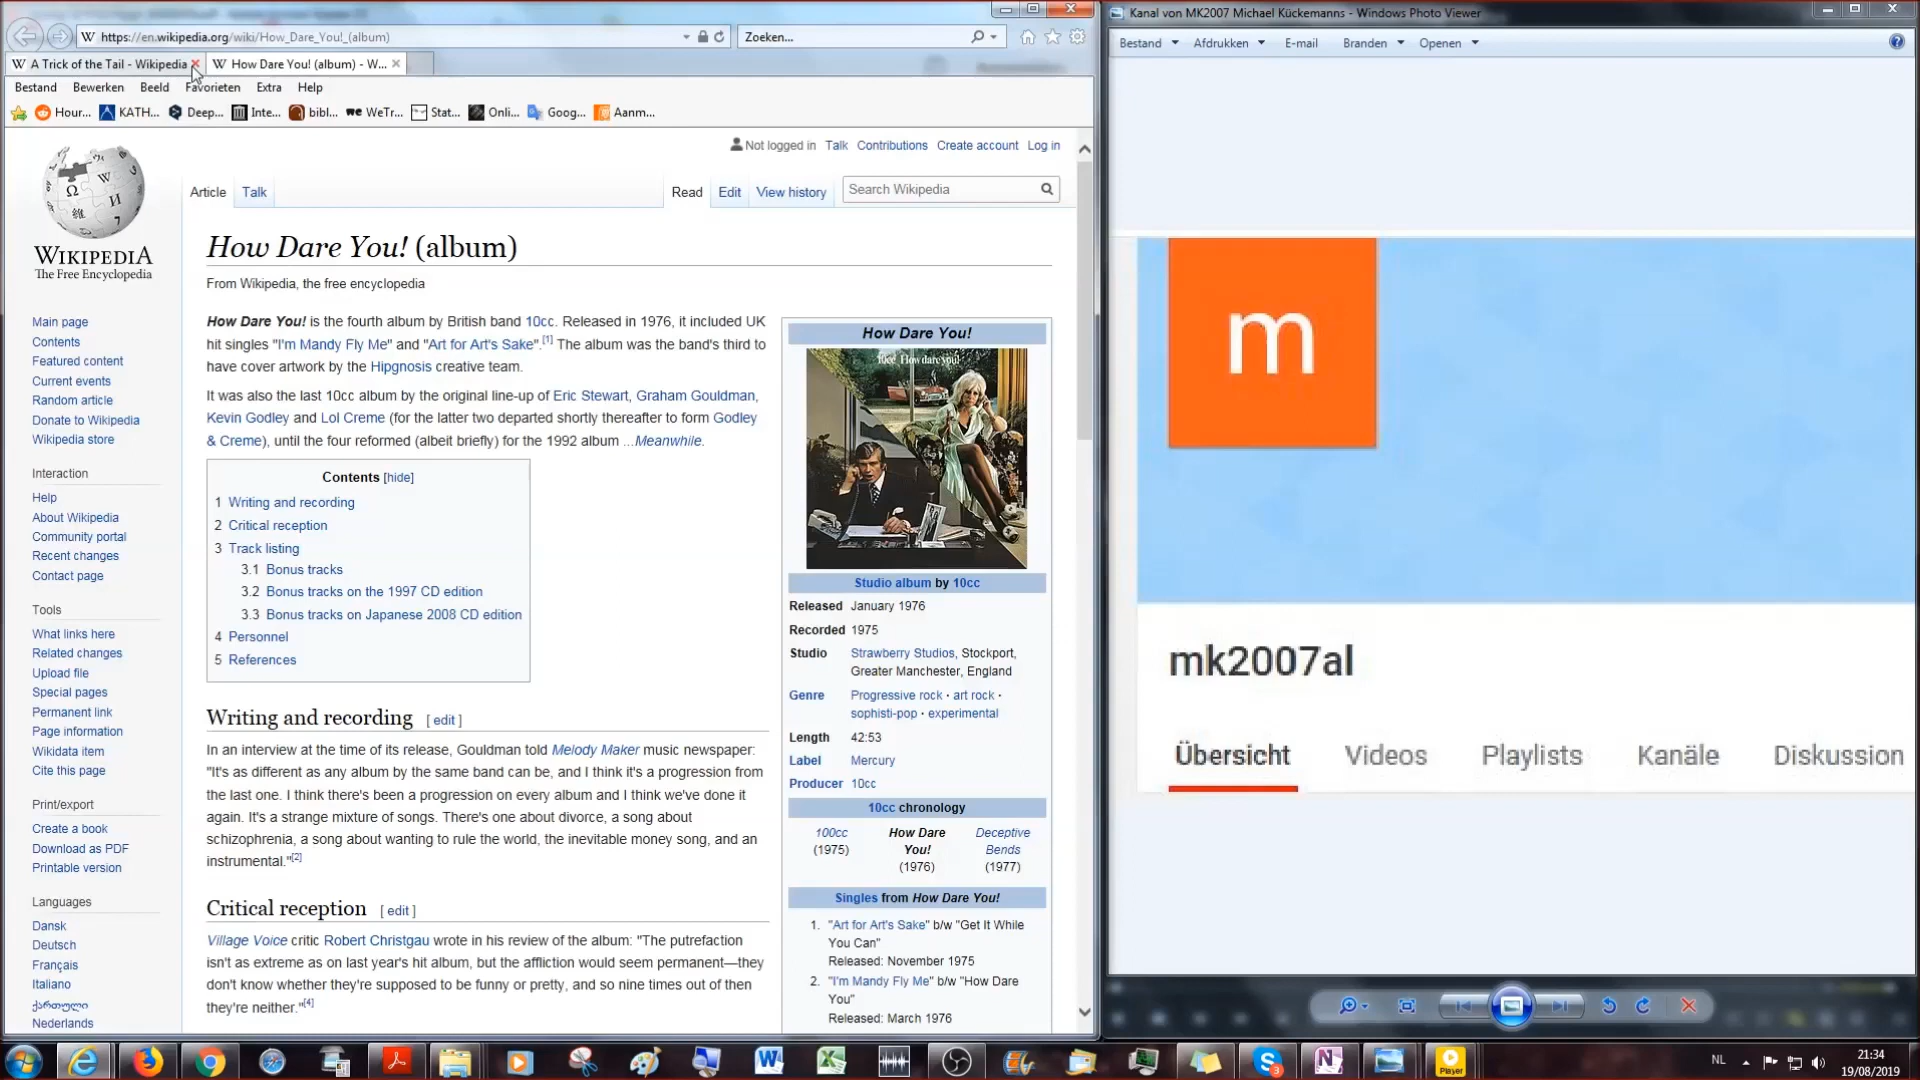 https://en.wikipedia.org/wiki/How_Dare_You!_(album)
Zoeken...
A Trick of the Tail - Wikipedia
How Dare You! (album) - W...
Bestand Bewerken Beeld Favorieten Extra Help
Hour... KATH... Deep... Inte... bibl... WeTr... Stat... Onli... Goog... Aanm...
Not logged in Talk Contributions Create account Log in
Article Talk Read Edit View history Search Wikipedia
WIKIPEDIA
The Free Encyclopedia
Main page
Contents
Featured content
Current events
Random article
Donate to Wikipedia
Wikipedia store
Interaction
Help
About Wikipedia
Community portal
Recent changes
Contact page
Tools
What links here
Related changes
Upload file
Special pages
Permanent link
Page information
Wikidata item
Cite this page
Print/export
Create a book
Download as PDF
Printable version
Languages
Dansk
Deutsch
Français
Italiano
ქართული
Nederlands
How Dare You! (album)
From Wikipedia, the free encyclopedia
How Dare You! is the fourth album by British band 10cc. Released in 1976, it included UK
hit singles "I'm Mandy Fly Me" and "Art for Art's Sake".[1] The album was the band's third to
have cover artwork by the Hipgnosis creative team.
It was also the last 10cc album by the original line-up of Eric Stewart, Graham Gouldman,
Kevin Godley and Lol Creme (for the latter two departed shortly thereafter to form Godley
& Creme), until the four reformed (albeit briefly) for the 1992 album ...Meanwhile.
Contents [hide]
1 Writing and recording
2 Critical reception
3 Track listing
3.1 Bonus tracks
3.2 Bonus tracks on the 1997 CD edition
3.3 Bonus tracks on Japanese 2008 CD edition
4 Personnel
5 References
Writing and recording [ edit ]
In an interview at the time of its release, Gouldman told Melody Maker music newspaper:
"It's as different as any album by the same band can be, and I think it's a progression from
the last one. I think there's been a progression on every album and I think we've done it
again. It's a strange mixture of songs. There's one about divorce, a song about
schizophrenia, a song about wanting to rule the world, the inevitable money song, and an
instrumental."[2]
Critical reception [ edit ]
Village Voice critic Robert Christgau wrote in his review of the album: "The putrefaction
isn't as extreme as on last year's hit album, but the affliction would seem permanent—they
don't know whether they're supposed to be funny or pretty, and so nine times out of then
they're neither."[4]
How Dare You!
10cc How dare you!
Studio album by 10cc
Released January 1976
Recorded 1975
Studio Strawberry Studios, Stockport,
Greater Manchester, England
Genre Progressive rock · art rock ·
sophisti-pop · experimental
Length 42:53
Label Mercury
Producer 10cc
10cc chronology
100cc
(1975)
How Dare
You!
(1976)
Deceptive
Bends
(1977)
Singles from How Dare You!
1. "Art for Art's Sake" b/w "Get It While
You Can"
Released: November 1975
2. "I'm Mandy Fly Me" b/w "How Dare
You"
Released: March 1976
Kanal von MK2007 Michael Kückemanns - Windows Photo Viewer
Bestand Afdrukken E-mail Branden Openen
m
mk2007al
Übersicht Videos Playlists Kanäle Diskussion
3
Player
NL
21:34
19/08/2019